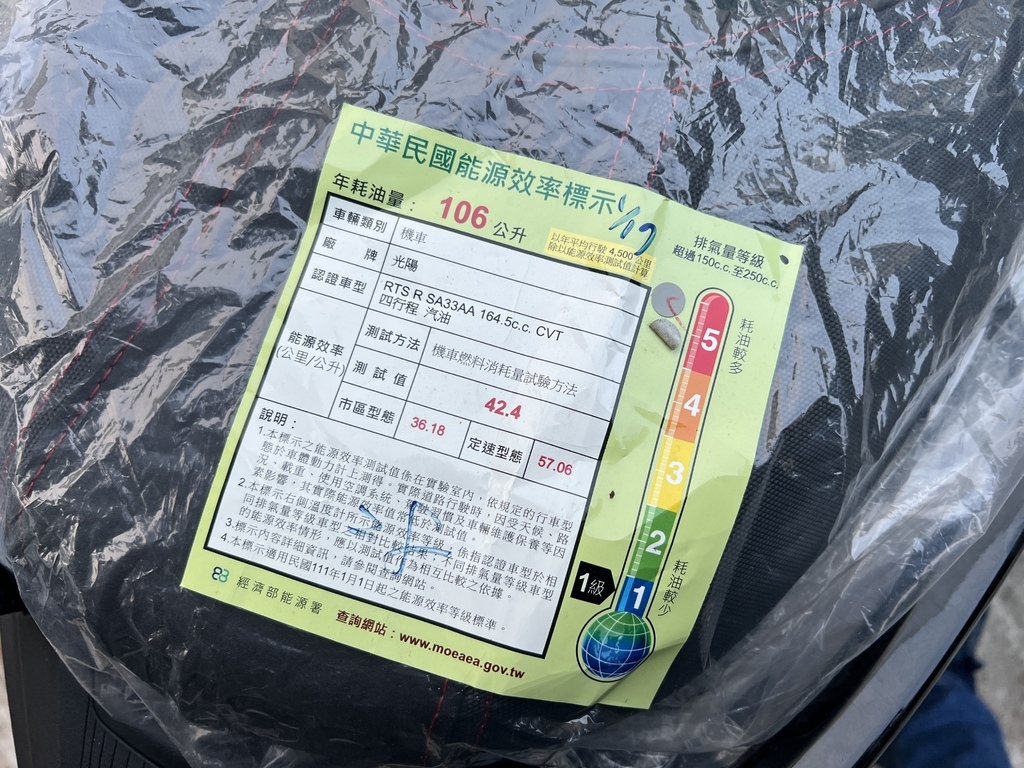 中華民國能源效率標示
1/17
年耗油量： 106 公升
以年平均行駛4,500公里
除以能源效率測試值計算
排氣量等級
超過150c.c.至250c.c.
車輛類別 機車
廠牌 光陽
認證車型 RTS R SA33AA 164.5c.c. CVT
四行程 汽油
能源效率
(公里/公升)
測試方法 機車燃料消耗量試驗方法
測試值 42.4
市區型態 36.18 定速型態 57.06
說明：
1.本標示之能源效率測試值係在實驗室內，依規定的行車型
態於車體動力計上測得。實際道路行駛時，因受天候、路
況、載重、使用空調系統、駕駛習慣及車輛維護保養等因
素影響，其實際能源效率值常低於測試值。
2.本標示右側溫度計所示能源效率等級，係指認證車型於相
同排氣量等級車型之相對比較結果，不同排氣量等級車型
的能源效率情形，應以測試值作為相互比較之依據。
3.標示內容詳細資訊，請參閱查詢網站。
4.本標示適用民國111年1月1日起之能源效率等級標準。
經濟部能源署
查詢網站：www.moeaea.gov.tw
耗油較多
5
4
3
2
1
1級
耗油較少